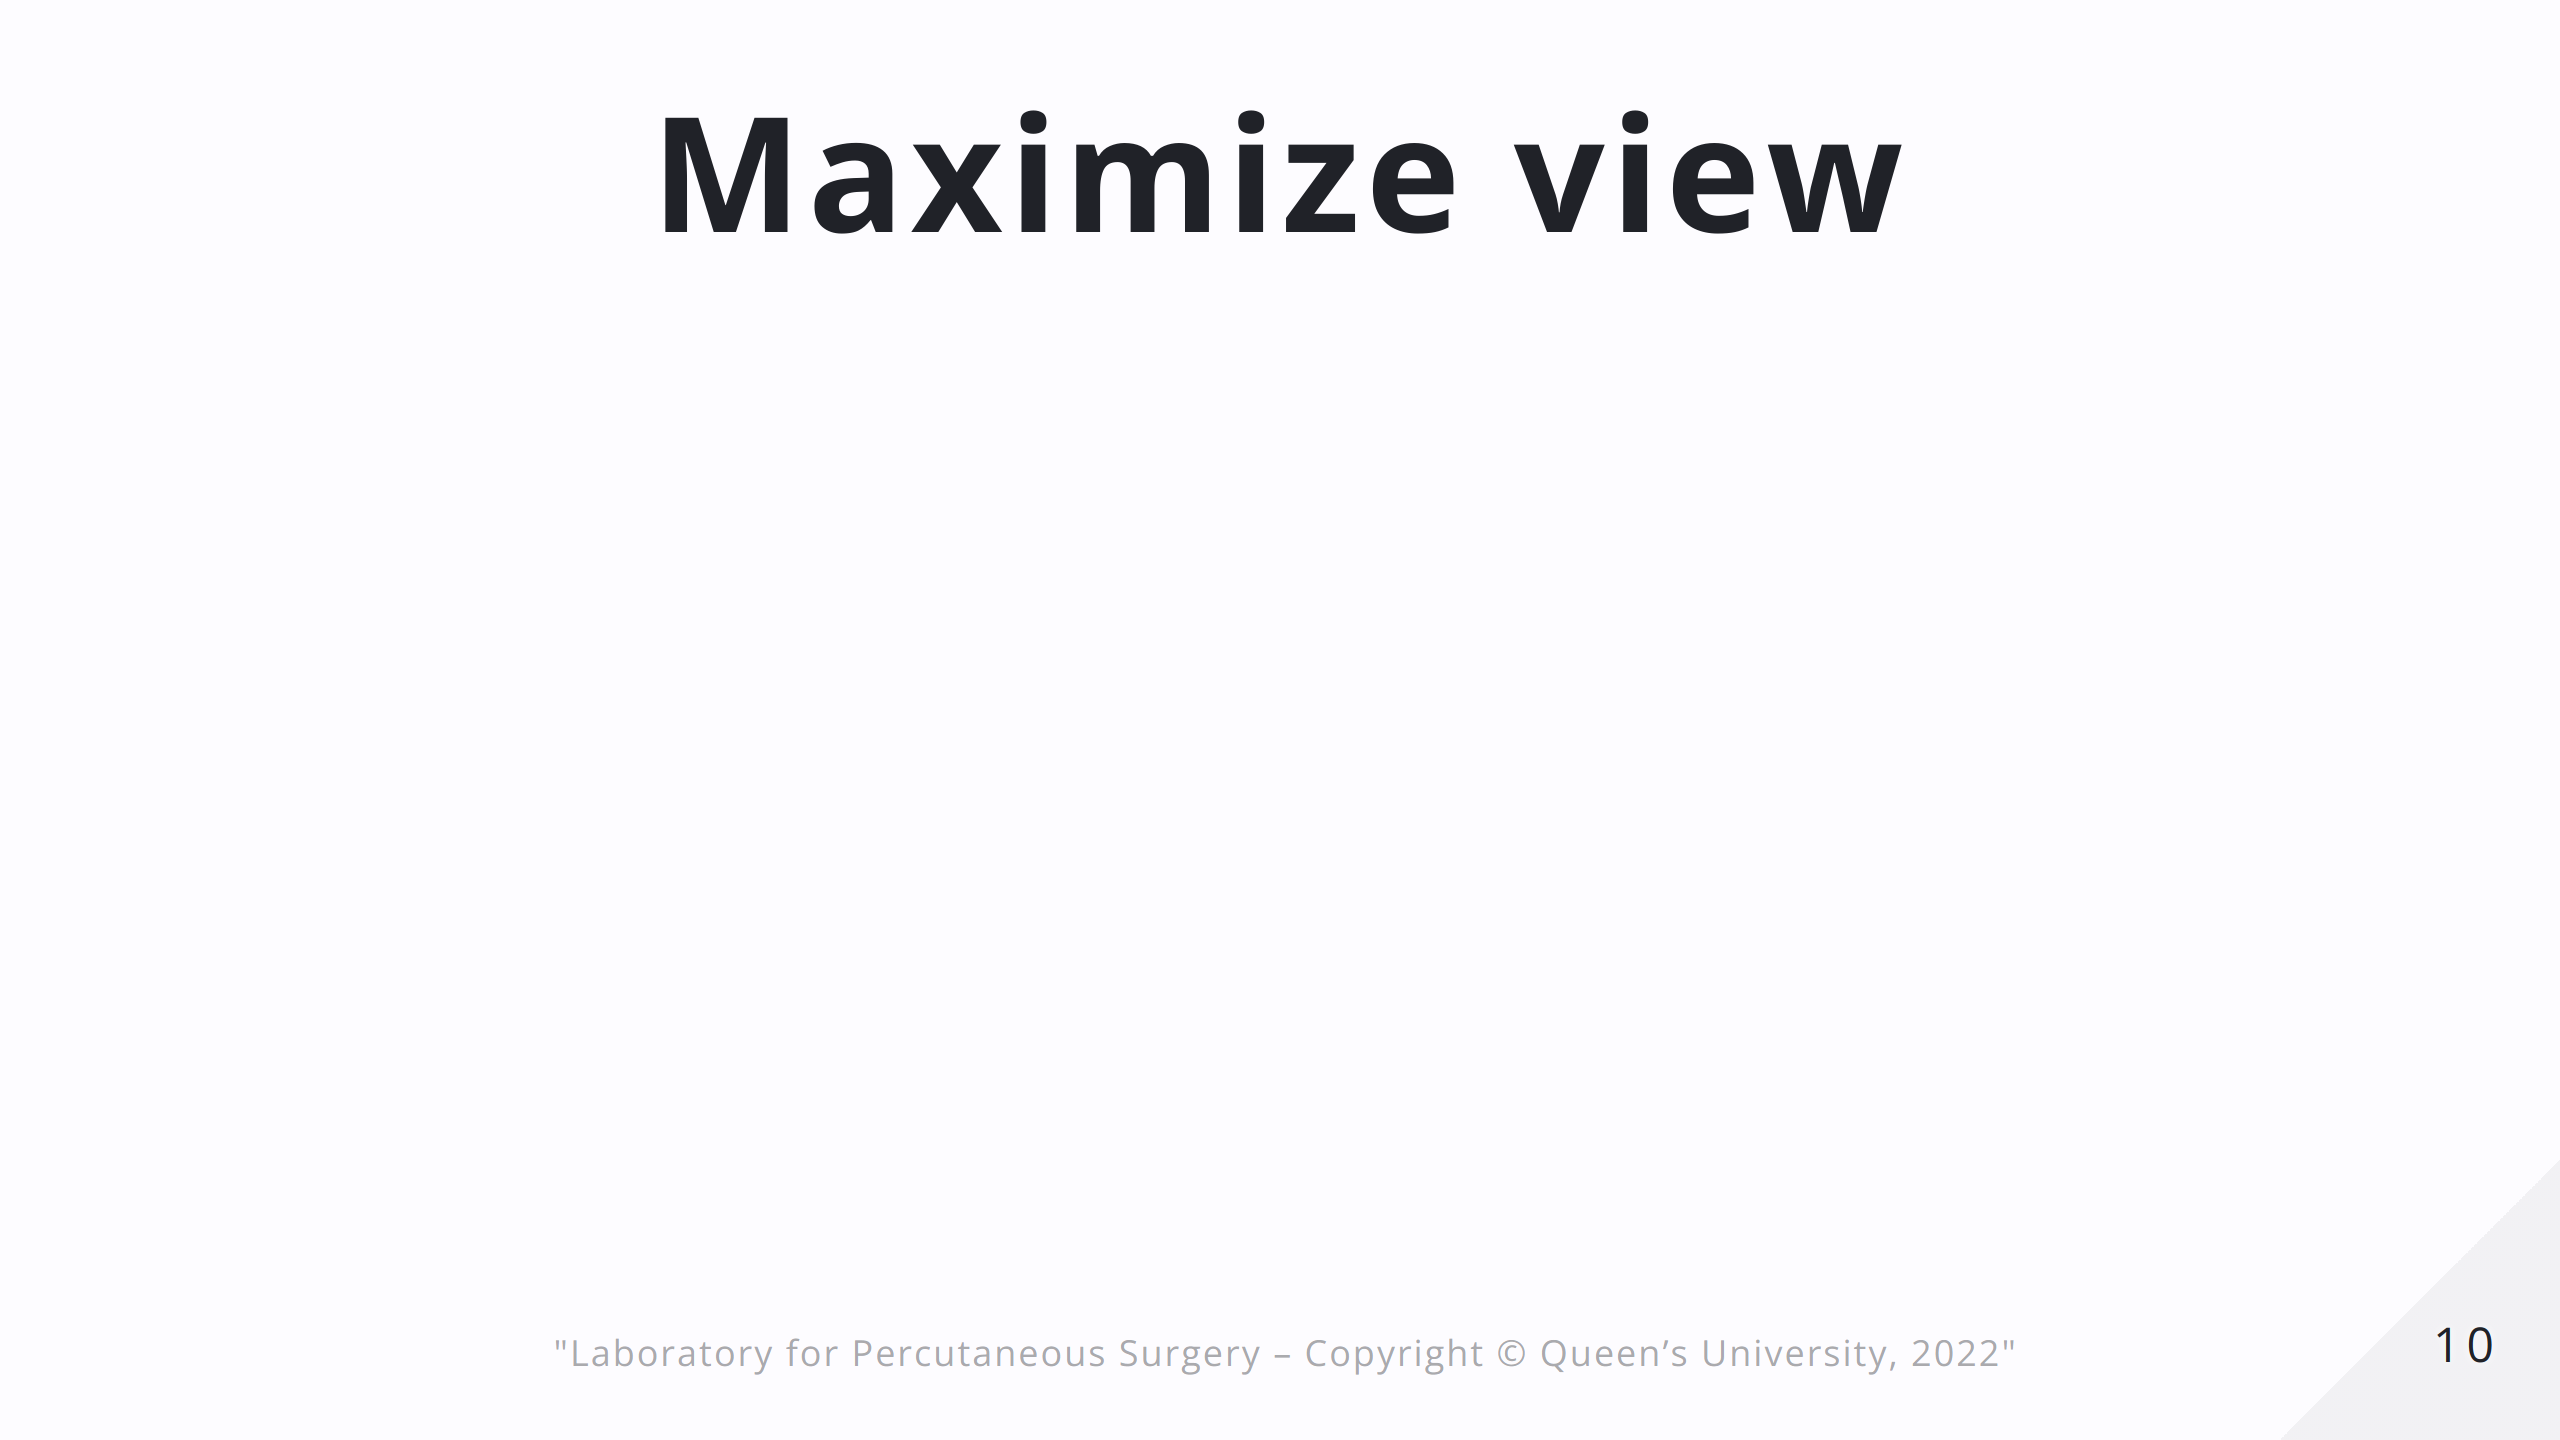 Maximize view
"Laboratory for Percutaneous Surgery – Copyright © Queen’s University, 2022"
10